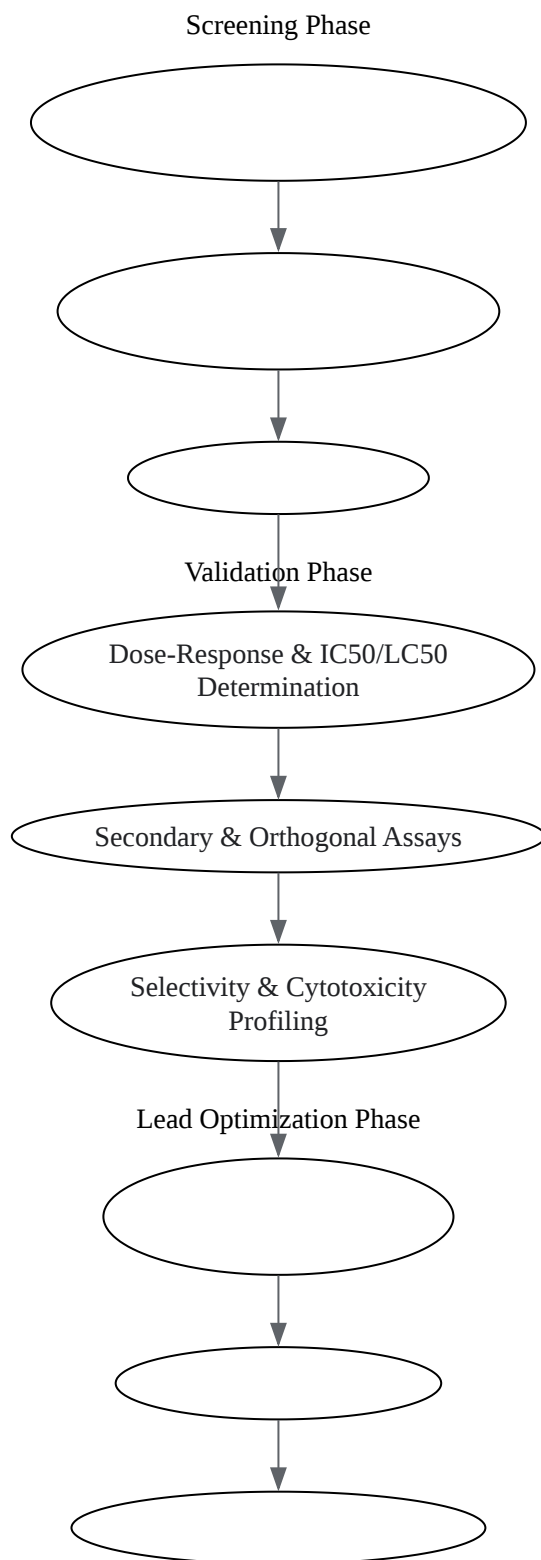 Screening Phase
Validation Phase
Dose-Response & IC50/LC50
Determination
Secondary & Orthogonal Assays
Selectivity & Cytotoxicity
Profiling
Lead Optimization Phase